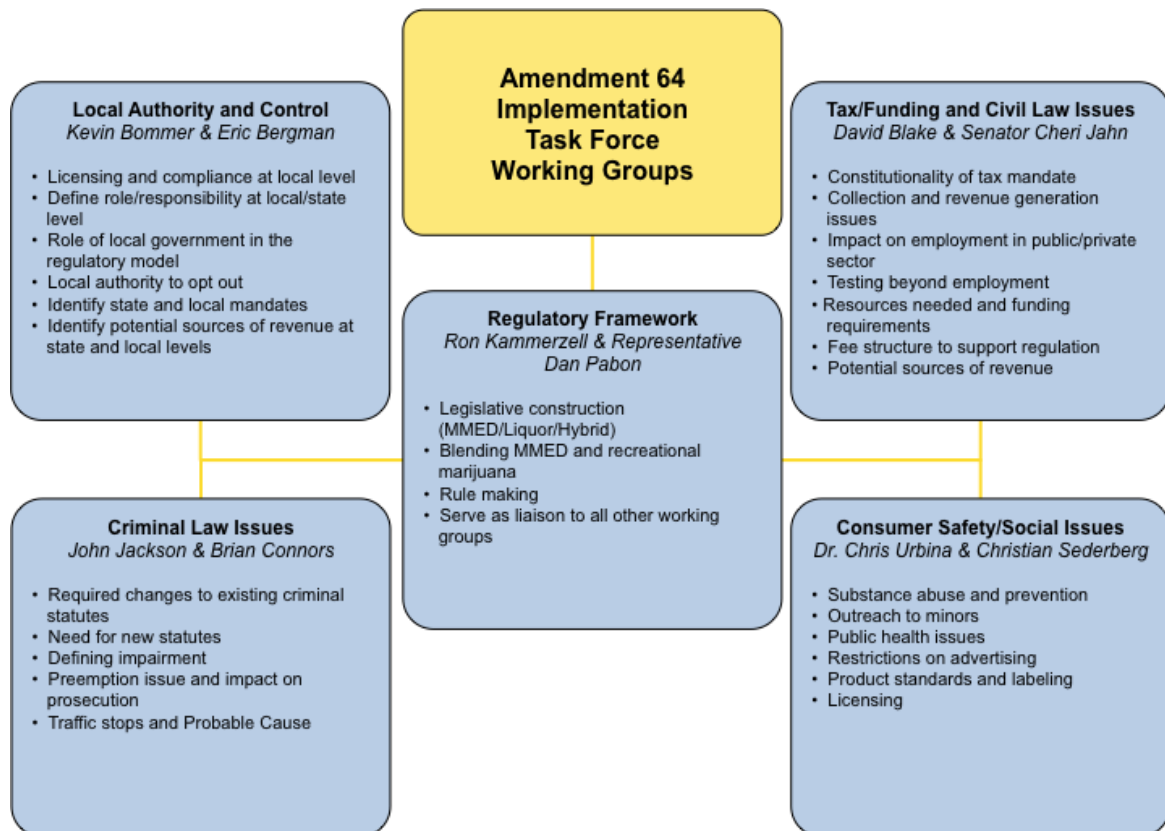 Amendment 64
Implementation
Task Force
Working Groups
Local Authority and Control
Kevin Bommer & Eric Bergman
• Licensing and compliance at local level
• Define role/responsibility at local/state
level
• Role of local government in the
regulatory model
• Local authority to opt out
• Identify state and local mandates
• Identify potential sources of revenue at
state and local levels
Tax/Funding and Civil Law Issues
David Blake & Senator Cheri Jahn
• Constitutionality of tax mandate
• Collection and revenue generation
issues
• Impact on employment in public/private
sector
• Testing beyond employment
• Resources needed and funding
requirements
• Fee structure to support regulation
• Potential sources of revenue
Regulatory Framework
Ron Kammerzell & Representative
Dan Pabon
• Legislative construction
(MMED/Liquor/Hybrid)
• Blending MMED and recreational
marijuana
• Rule making
• Serve as liaison to all other working
groups
Criminal Law Issues
John Jackson & Brian Connors
• Required changes to existing criminal
statutes
• Need for new statutes
• Defining impairment
• Preemption issue and impact on
prosecution
• Traffic stops and Probable Cause
Consumer Safety/Social Issues
Dr. Chris Urbina & Christian Sederberg
• Substance abuse and prevention
• Outreach to minors
• Public health issues
• Restrictions on advertising
• Product standards and labeling
• Licensing